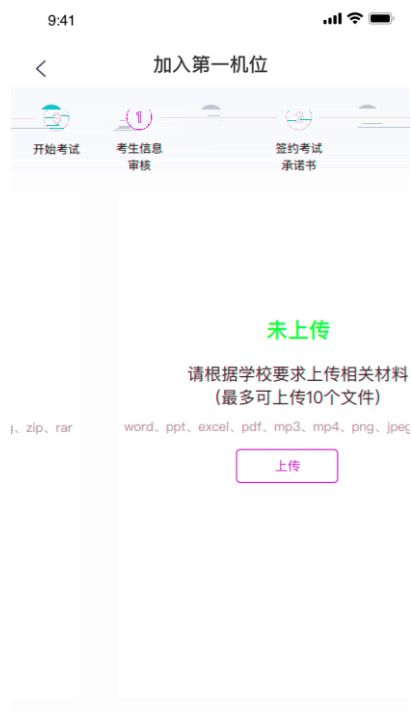 9:41
加入第一机位
开始考试
考生信息
审核
签约考试
承诺书
未上传
请根据学校要求上传相关材料
(最多可上传10个文件)
、zip、rar
word、ppt、excel、pdf、mp3、mp4、png、jpeg
上传